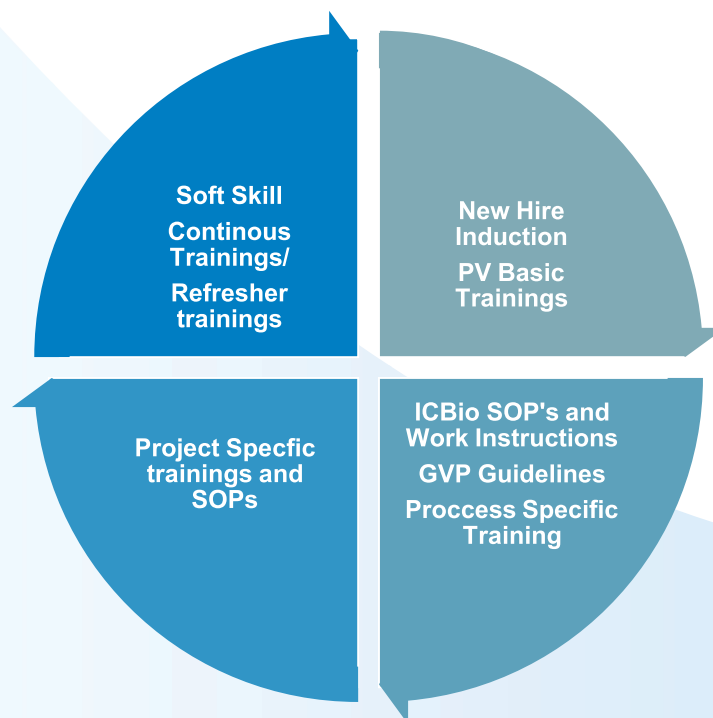 Soft Skill
Continous
Trainings/
Refresher
trainings
New Hire
Induction
PV Basic
Trainings
Project Specfic
trainings and
SOPs
ICBio SOP's and
Work Instructions
GVP Guidelines
Proccess Specific
Training